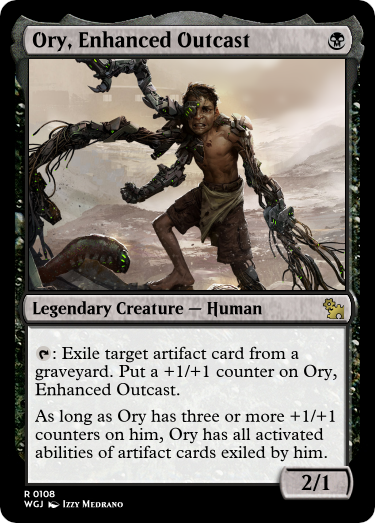 Ory, Enhanced Outcast
Legendary Creature — Human
: Exile target artifact card from a
graveyard. Put a +1/+1 counter on Ory,
Enhanced Outcast.
As long as Ory has three or more +1/+1
counters on him, Ory has all activated
abilities of artifact cards exiled by him.
2/1
R 0108
WGJ Izzy Medrano